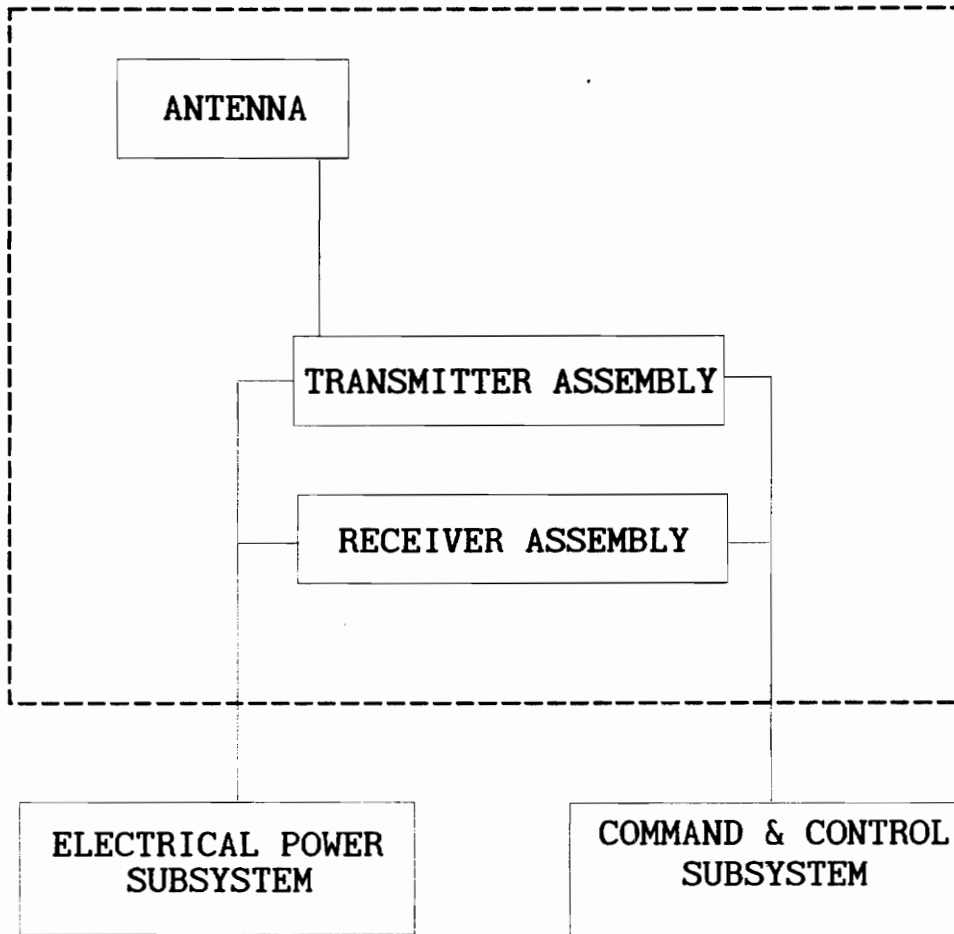 ANTENNA
TRANSMITTER ASSEMBLY
RECEIVER ASSEMBLY
ELECTRICAL POWER
SUBSYSTEM
COMMAND & CONTROL
SUBSYSTEM